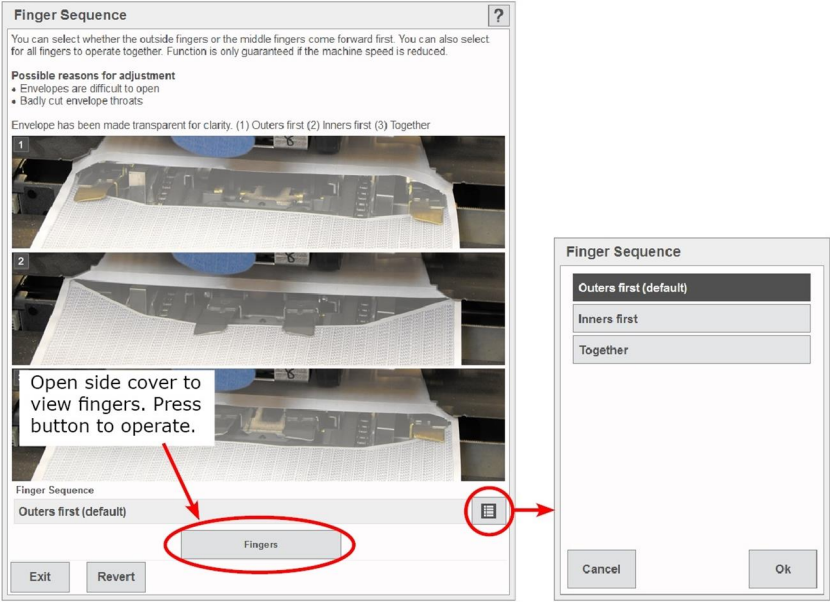 Finger Sequence
?
You can select whether the outside fingers or the middle fingers come forward first. You can also select
for all fingers to operate together. Function is only guaranteed if the machine speed is reduced.
Possible reasons for adjustment
• Envelopes are difficult to open
• Badly cut envelope throats
Envelope has been made transparent for clarity. (1) Outers first (2) Inners first (3) Together
1
2
Open side cover to
view fingers. Press
button to operate.
Finger Sequence
Outers first (default)
Fingers
Exit
Revert
Finger Sequence
Outers first (default)
Inners first
Together
Cancel
Ok